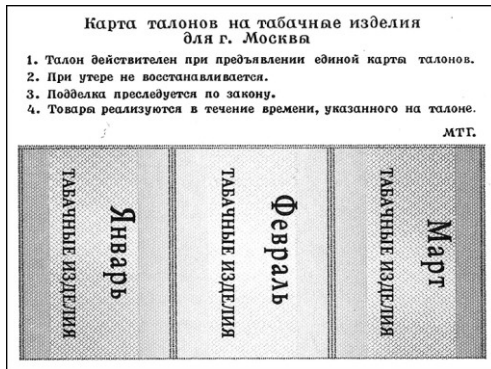 Карта талонов на табачные изделия
для г. Москвы
1. Талон действителен при предъявлении единой карты талонов.
2. При утере не восстанавливается.
3. Подделка преследуется по закону.
4. Товары реализуются в течение времени, указанного на талоне.
МТГ.
Январь
ТАБАЧНЫЕ ИЗДЕЛИЯ
Февраль
ТАБАЧНЫЕ ИЗДЕЛИЯ
Март
ТАБАЧНЫЕ ИЗДЕЛИЯ